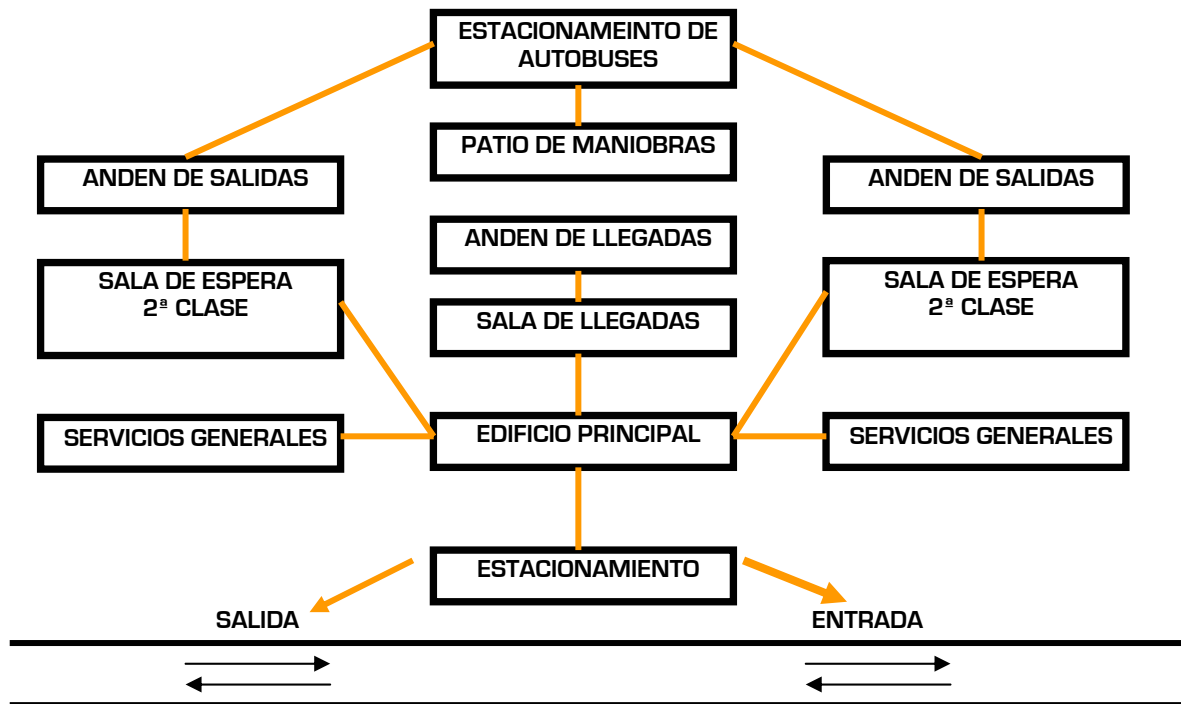 ESTACIONAMEINTO DE
AUTOBUSES
PATIO DE MANIOBRAS
ANDEN DE SALIDAS
ANDEN DE SALIDAS
ANDEN DE LLEGADAS
SALA DE ESPERA
2ª CLASE
SALA DE ESPERA
2ª CLASE
SALA DE LLEGADAS
SERVICIOS GENERALES
EDIFICIO PRINCIPAL
SERVICIOS GENERALES
ESTACIONAMIENTO
SALIDA
ENTRADA